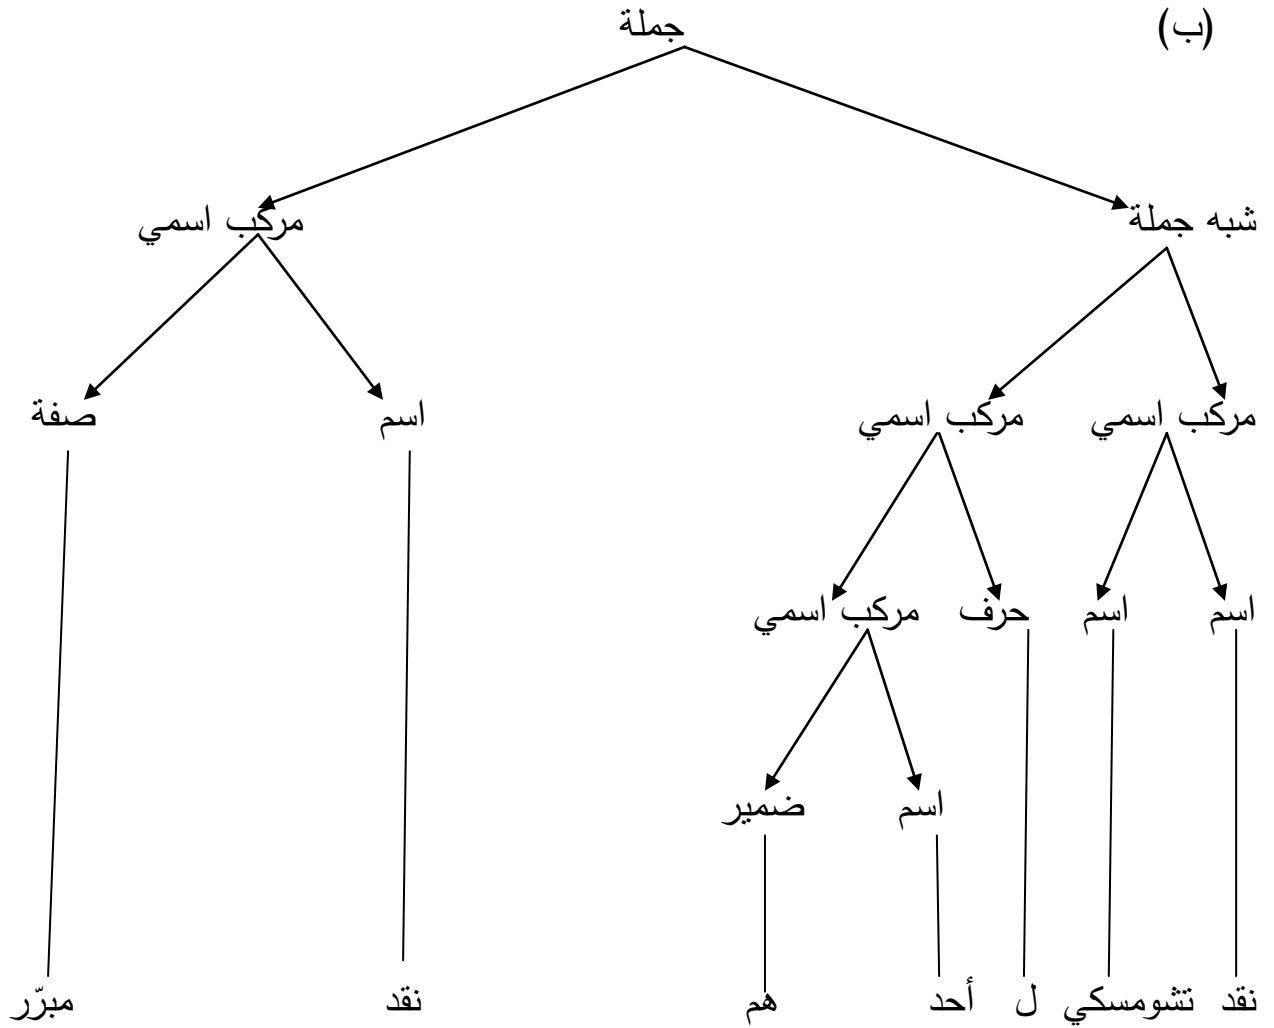 (ب) جملة
شبه جملة مركب اسمي
مركب اسمي مركب اسمي اسم صفة
اسم اسم حرف مركب اسمي
اسم ضمير
نقد تشومسكي ل أحد هم نقد مبرّر